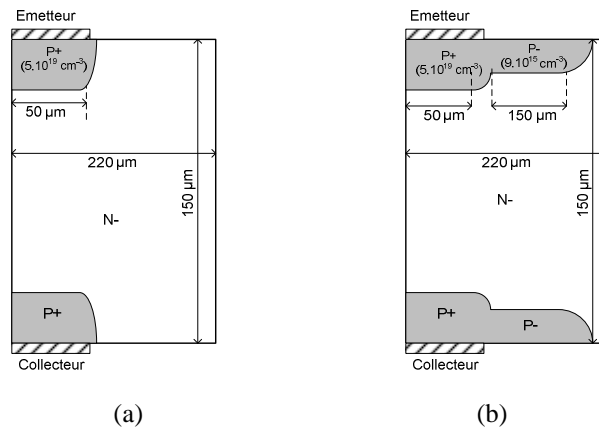 Emetteur
P+
(5.10¹⁹ cm⁻³)
50 µm
220 µm
150 µm
N-
P+
Collecteur
(a)
Emetteur
P+
(5.10¹⁹ cm⁻³)
P-
(9.10¹⁵ cm⁻³)
50 µm
150 µm
220 µm
150 µm
N-
P+
P-
Collecteur
(b)